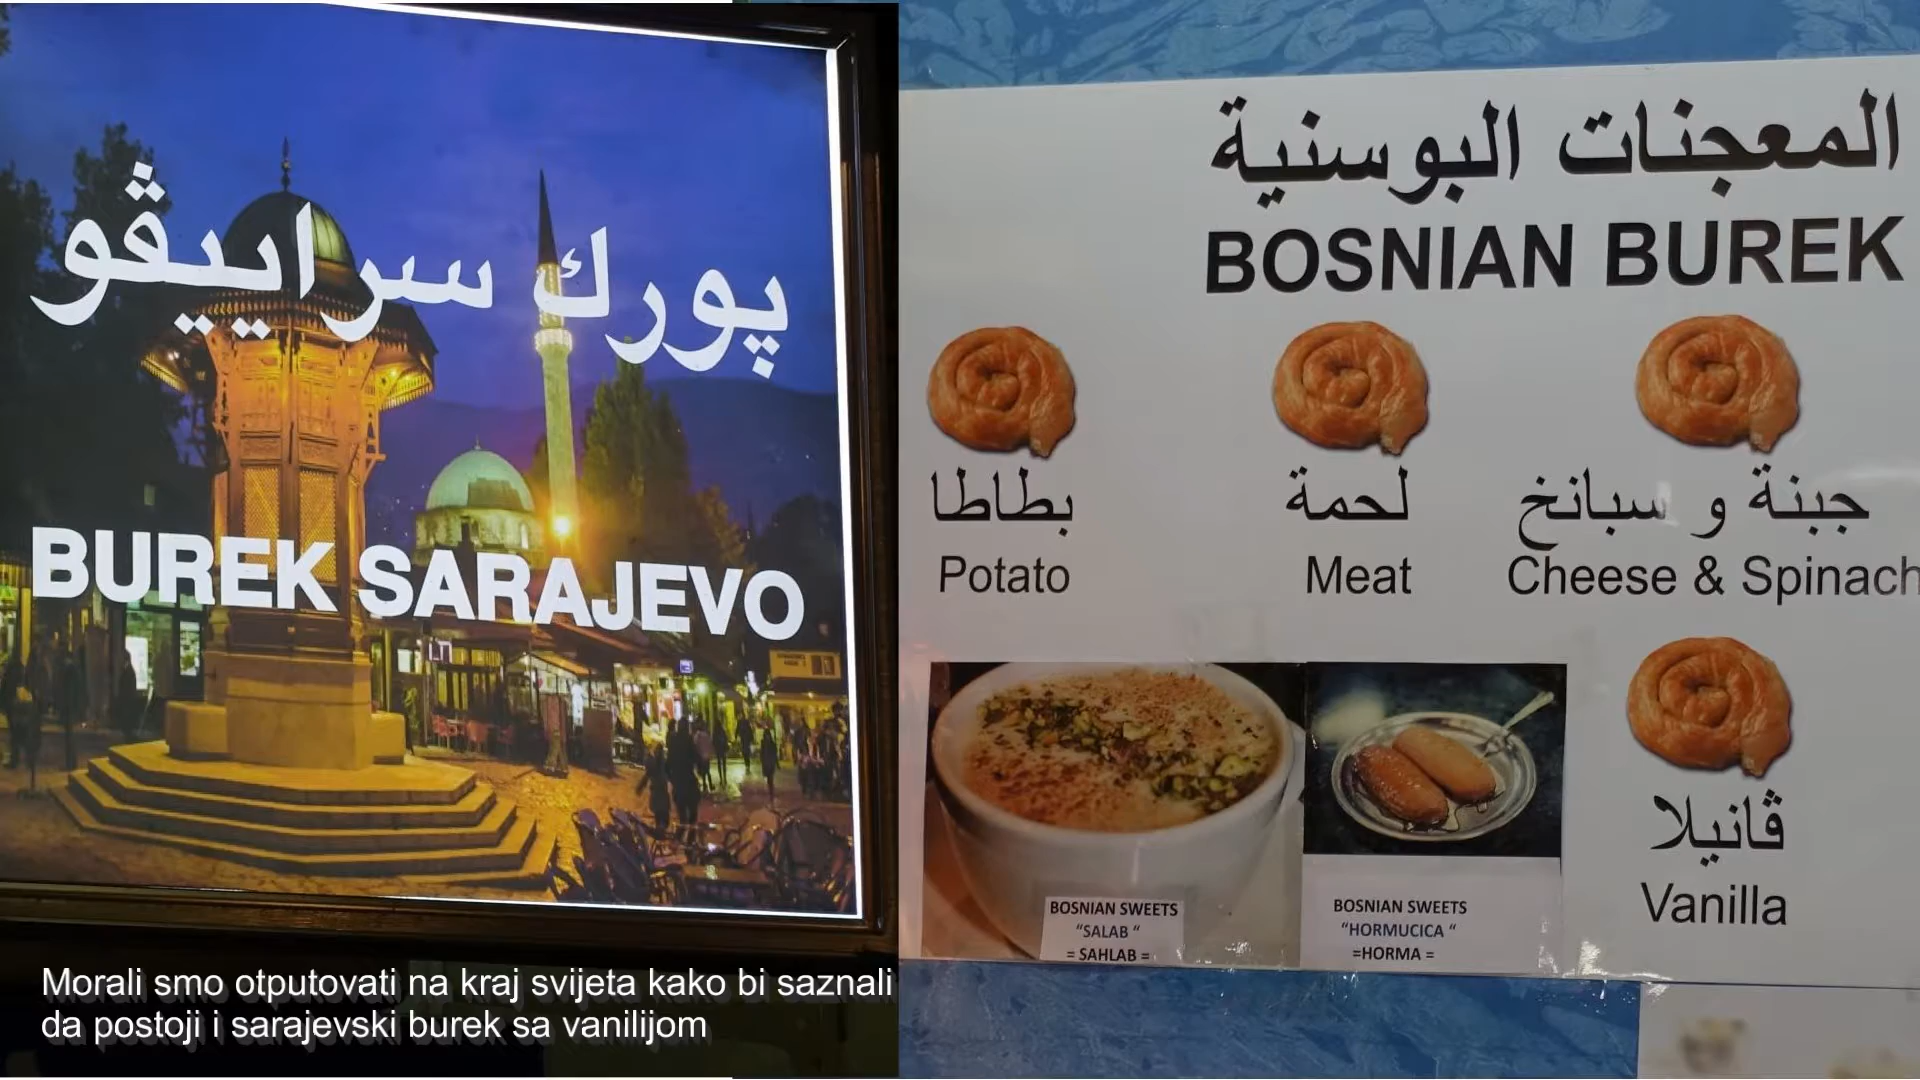 پورك سراييڤو
BUREK SARAJEVO
Morali smo otputovati na kraj svijeta kako bi saznali
da postoji i sarajevski burek sa vanilijom
المعجنات البوسنية
BOSNIAN BUREK
بطاطا
Potato
لحمة
Meat
جبنة و سبانخ
Cheese & Spinach
BOSNIAN SWEETS
"SALAB "
= SAHLAB =
BOSNIAN SWEETS
"HORMUCICA "
=HORMA =
ڤانيلا
Vanilla